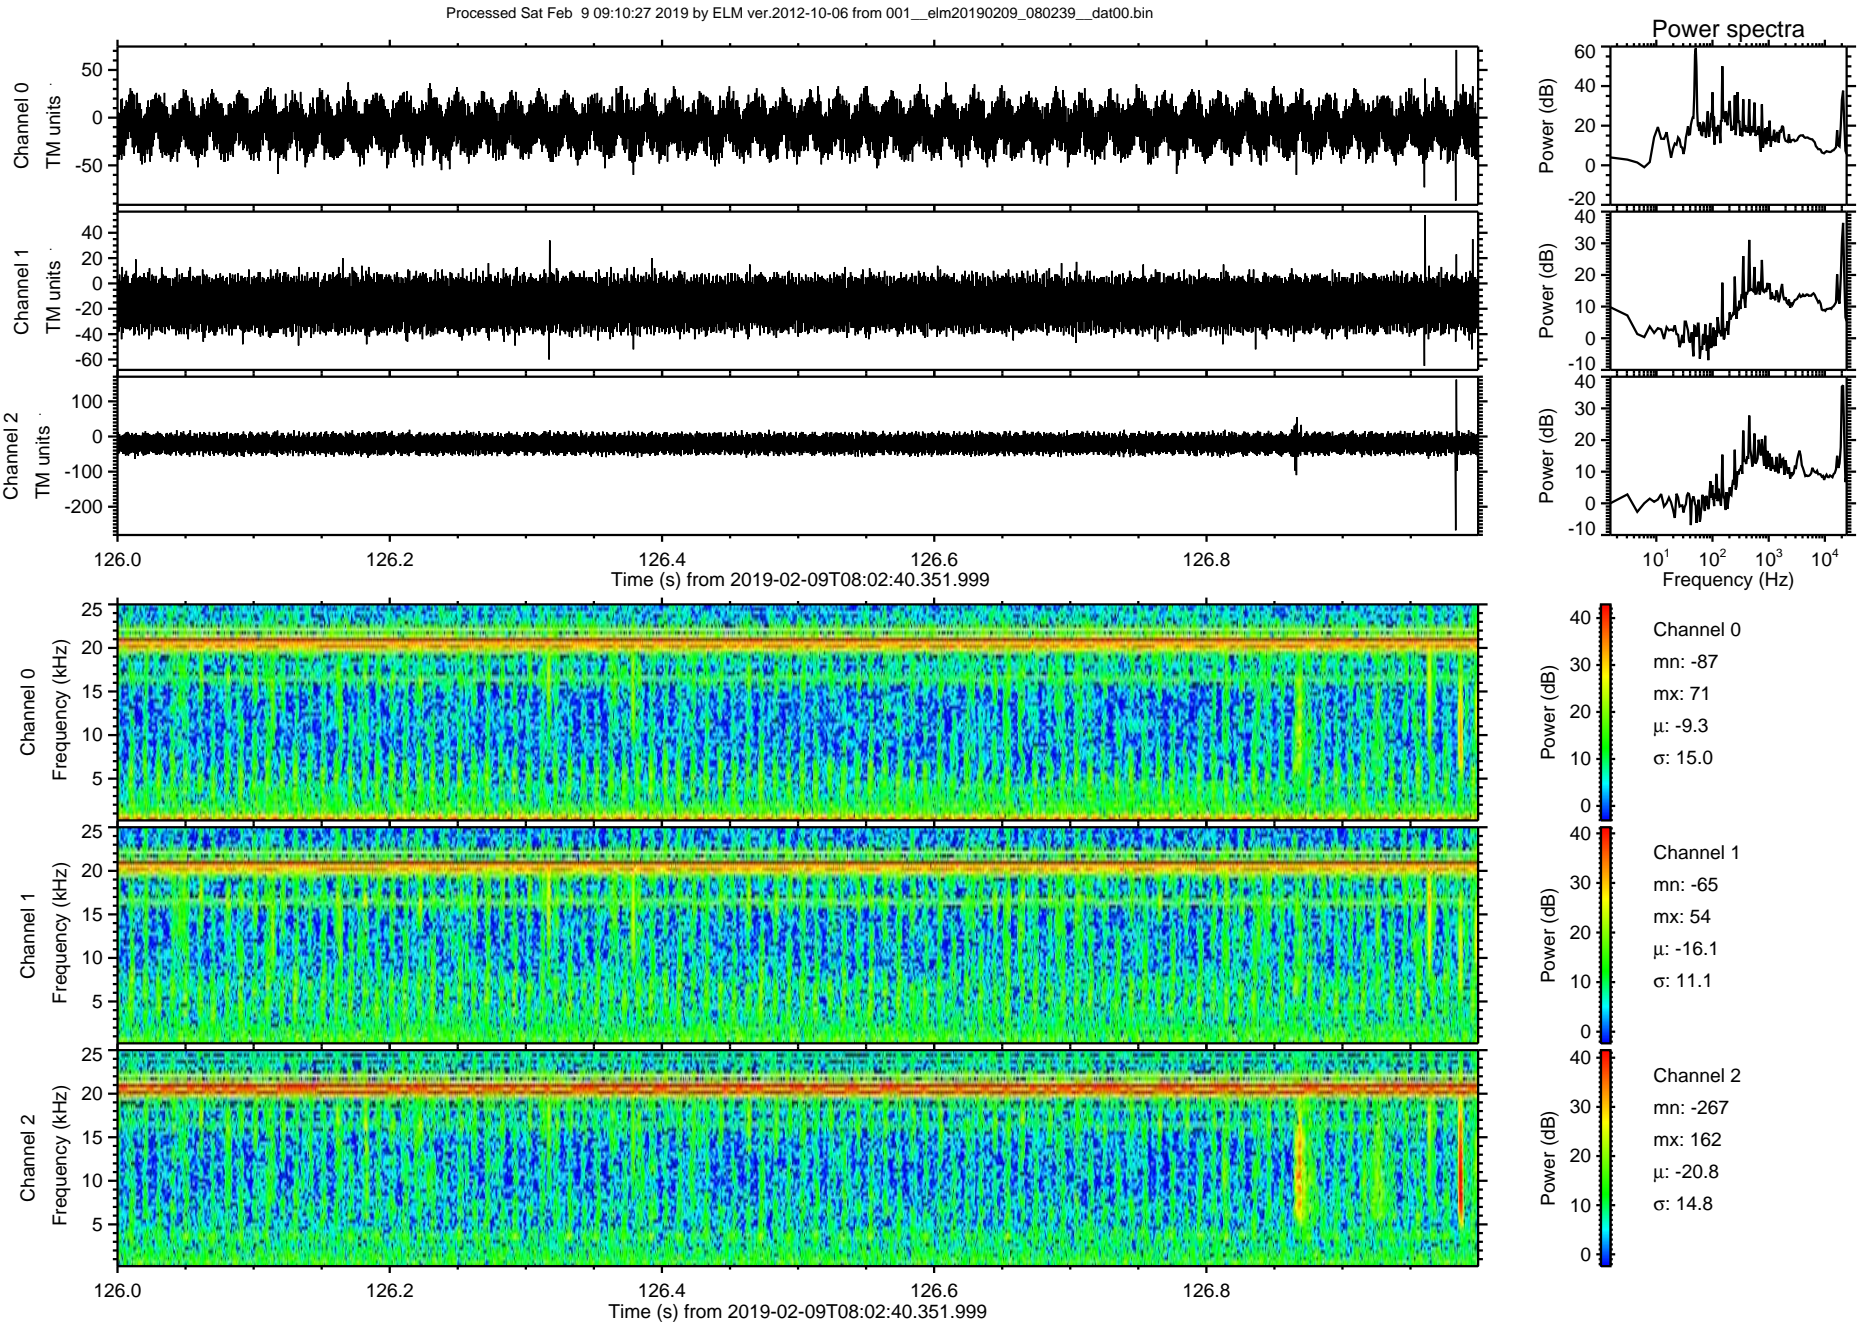 Processed Sat Feb  9 09:10:27 2019 by ELM ver.2012-10-06 from 001__elm20190209_080239__dat00.bin
Power spectra
Channel 0
TM units
50
0
-50
Power (dB)
60
40
20
0
-20
Channel 1
TM units
40
20
0
-20
-40
-60
Power (dB)
40
30
20
10
0
-10
Channel 2
TM units
100
0
-100
-200
Power (dB)
40
30
20
10
0
-10
126.0 126.2 126.4 126.6 126.8
Time (s) from 2019-02-09T08:02:40.351.999
10^1 10^2 10^3 10^4
Frequency (Hz)
Channel 0
Frequency (kHz)
25
20
15
10
5
Power (dB)
40
30
20
10
0
Channel 0
mn: -87
mx: 71
μ: -9.3
σ: 15.0
Channel 1
Frequency (kHz)
25
20
15
10
5
Power (dB)
40
30
20
10
0
Channel 1
mn: -65
mx: 54
μ: -16.1
σ: 11.1
Channel 2
Frequency (kHz)
25
20
15
10
5
Power (dB)
40
30
20
10
0
Channel 2
mn: -267
mx: 162
μ: -20.8
σ: 14.8
126.0 126.2 126.4 126.6 126.8
Time (s) from 2019-02-09T08:02:40.351.999